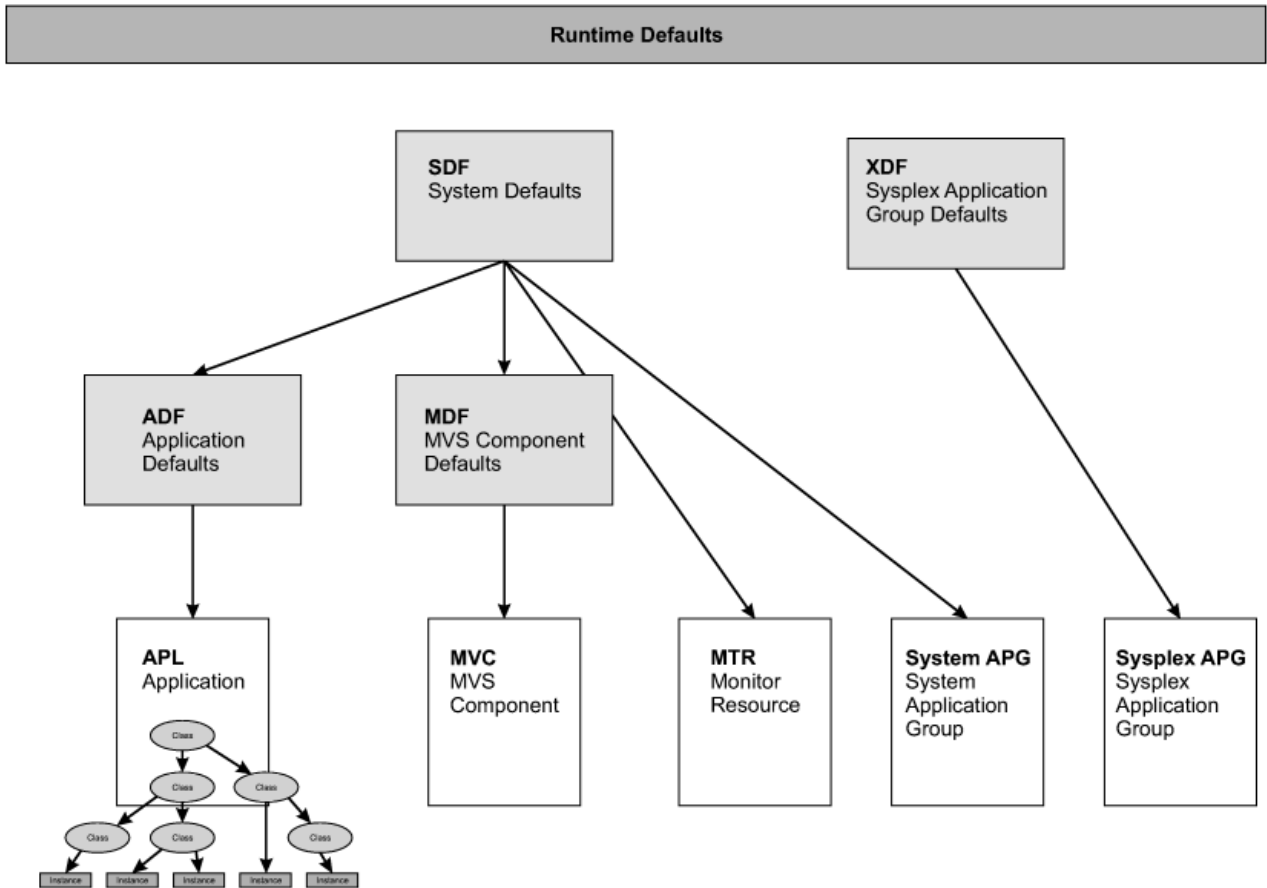 Runtime Defaults
SDF
System Defaults
XDF
Sysplex Application
Group Defaults
ADF
Application
Defaults
MDF
MVS Component
Defaults
APL
Application
MVC
MVS
Component
MTR
Monitor
Resource
System APG
System
Application
Group
Sysplex APG
Sysplex
Application
Group
Class
Class
Class
Class
Class
Class
Instance
Instance
Instance
Instance
Instance